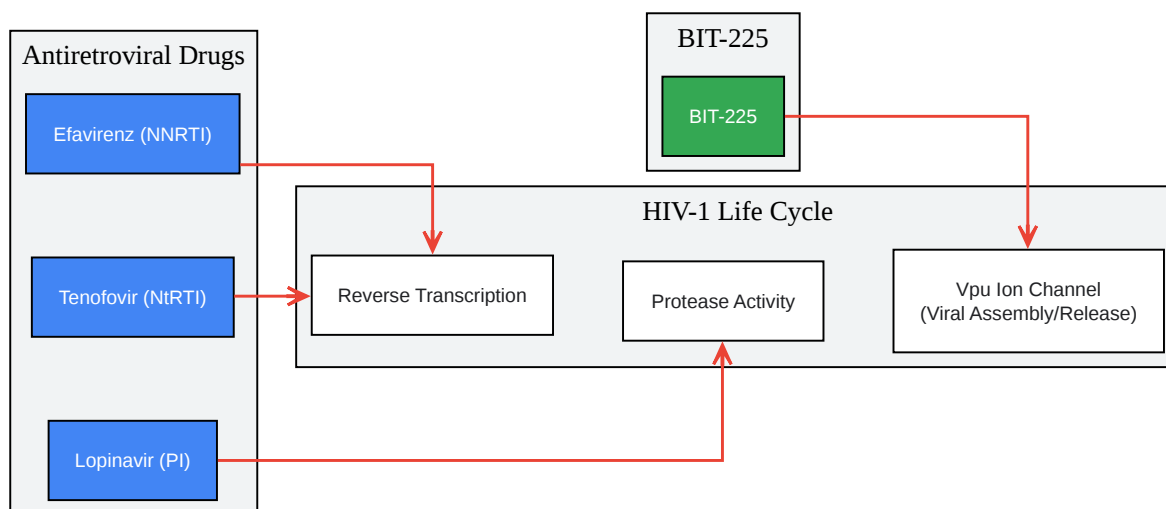 Antiretroviral Drugs
Efavirenz (NNRTI)
Tenofovir (NtRTI)
Lopinavir (PI)
BIT-225
BIT-225
HIV-1 Life Cycle
Reverse Transcription
Protease Activity
Vpu Ion Channel
(Viral Assembly/Release)